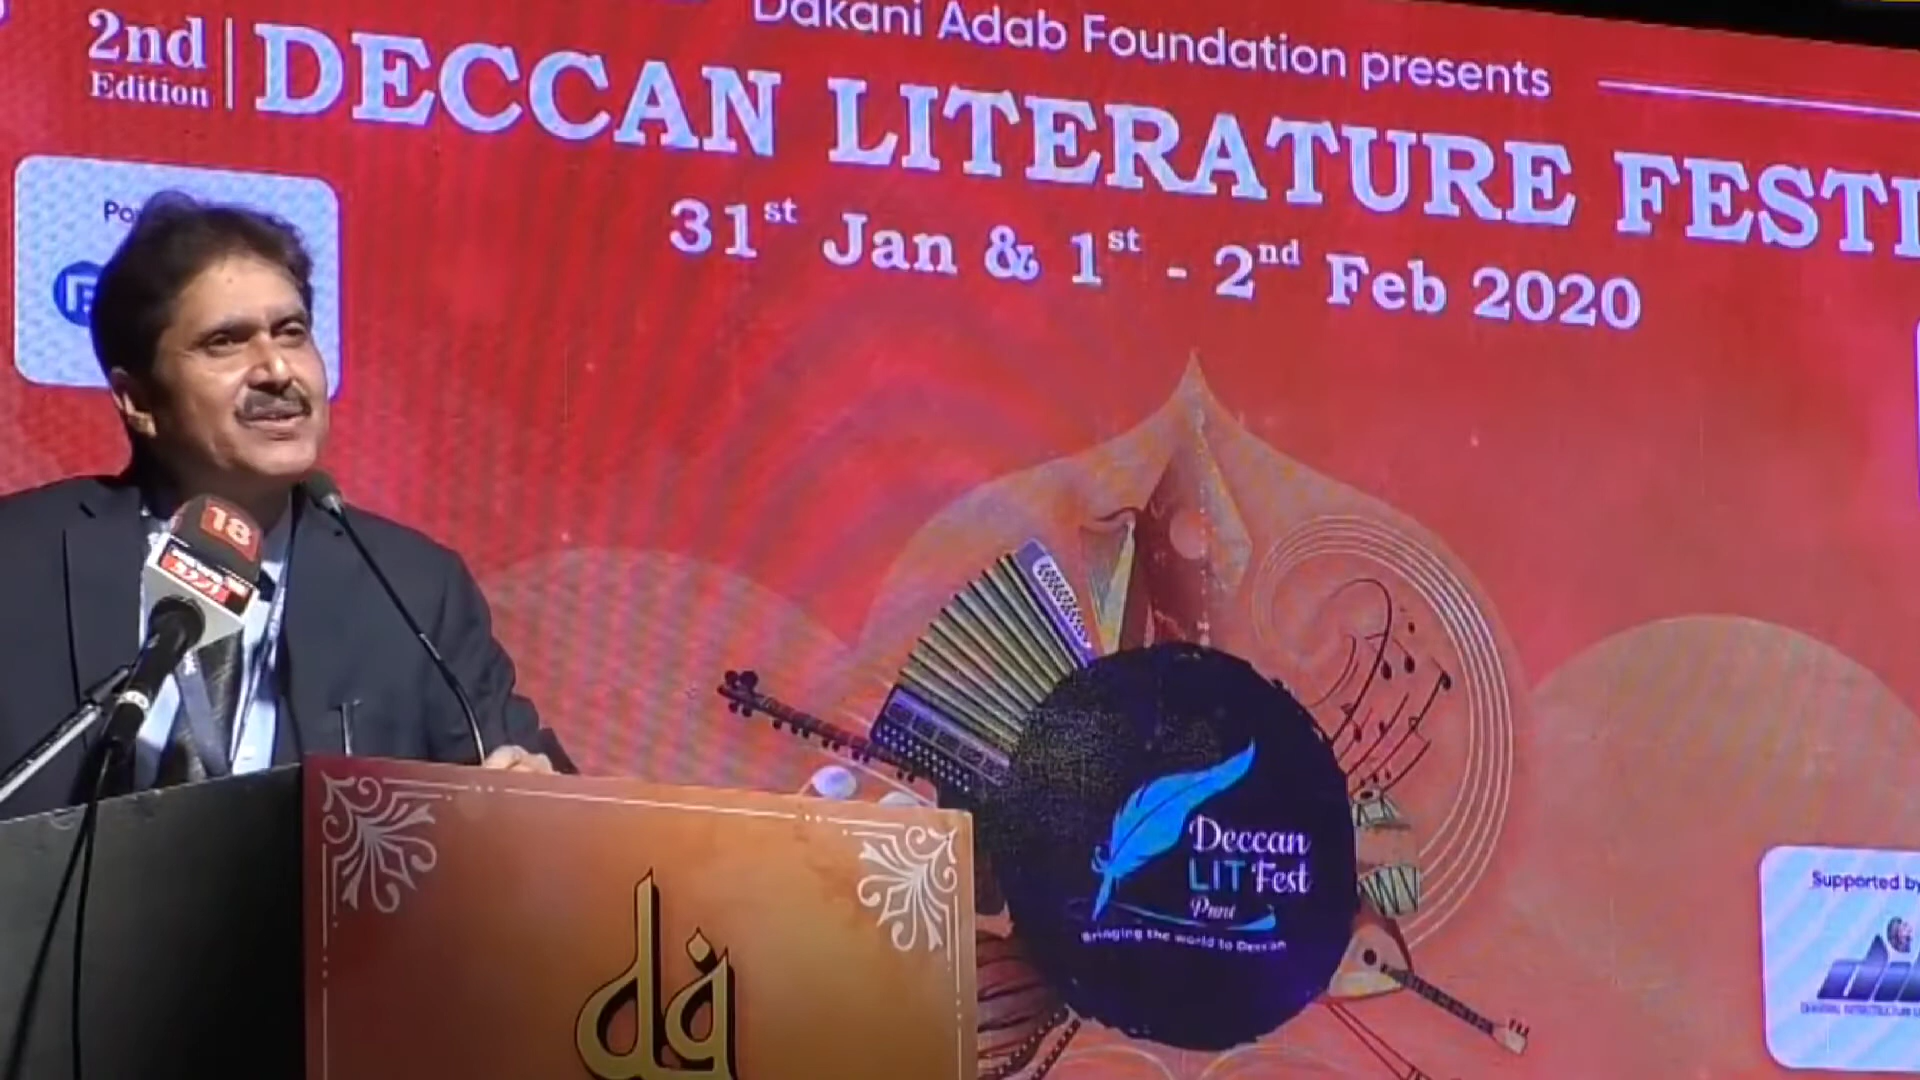 Dakani Adab Foundation presents
2nd
Edition
DECCAN LITERATURE FESTI
31st Jan & 1st - 2nd Feb 2020
18
Deccan
LIT Fest
Pune
Bringing the world to Deccan
Supported by